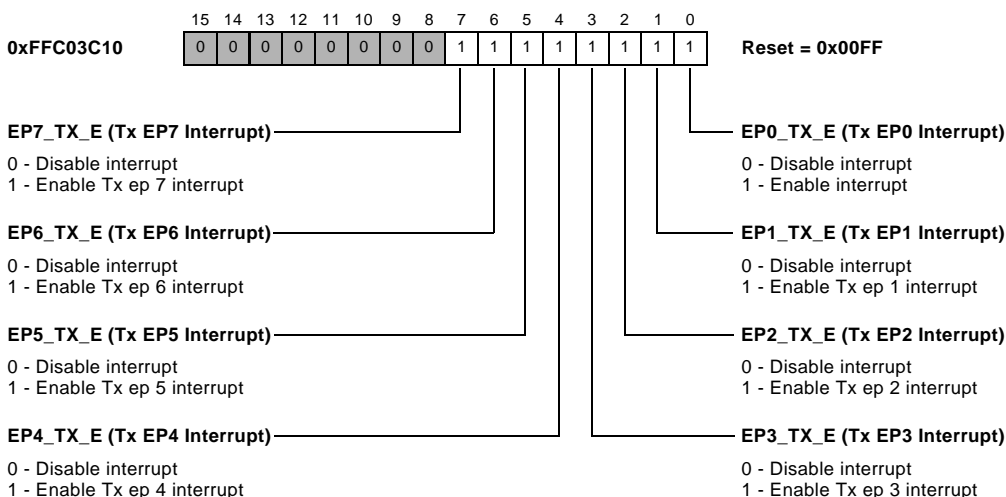 15 14 13 12 11 10 9 8 7 6 5 4 3 2 1 0
0xFFC03C10 0 0 0 0 0 0 0 0 1 1 1 1 1 1 1 1 Reset = 0x00FF
EP7_TX_E (Tx EP7 Interrupt)
0 - Disable interrupt
1 - Enable Tx ep 7 interrupt
EP0_TX_E (Tx EP0 Interrupt)
0 - Disable interrupt
1 - Enable interrupt
EP6_TX_E (Tx EP6 Interrupt)
0 - Disable interrupt
1 - Enable Tx ep 6 interrupt
EP1_TX_E (Tx EP1 Interrupt)
0 - Disable interrupt
1 - Enable Tx ep 1 interrupt
EP5_TX_E (Tx EP5 Interrupt)
0 - Disable interrupt
1 - Enable Tx ep 5 interrupt
EP2_TX_E (Tx EP2 Interrupt)
0 - Disable interrupt
1 - Enable Tx ep 2 interrupt
EP4_TX_E (Tx EP4 Interrupt)
0 - Disable interrupt
1 - Enable Tx ep 4 interrupt
EP3_TX_E (Tx EP3 Interrupt)
0 - Disable interrupt
1 - Enable Tx ep 3 interrupt